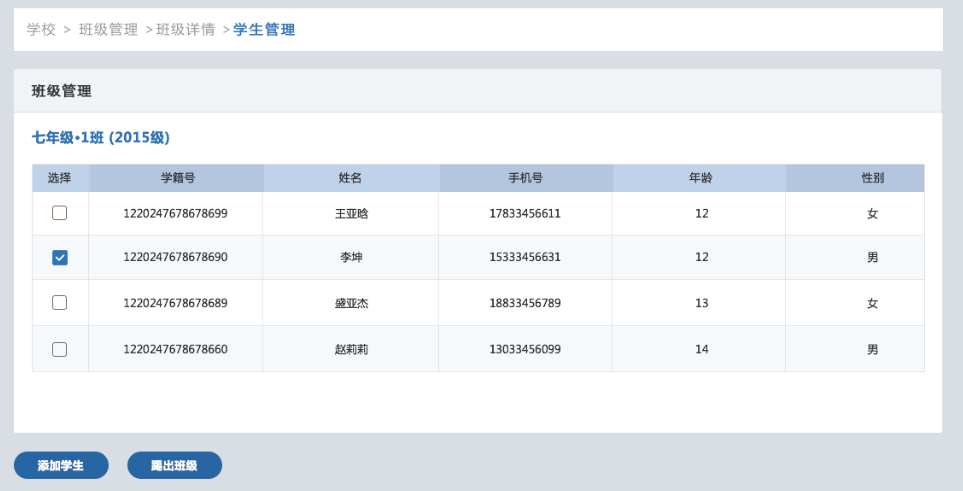 学校 > 班级管理 >班级详情 >学生管理
班级管理
七年级•1班 (2015级)
选择 学籍号 姓名 手机号 年龄 性别
1220247678678699 王亚晗 17833456611 12 女
1220247678678690 李坤 15333456631 12 男
1220247678678689 盛亚杰 18833456789 13 女
1220247678678660 赵莉莉 13033456099 14 男
添加学生 踢出班级